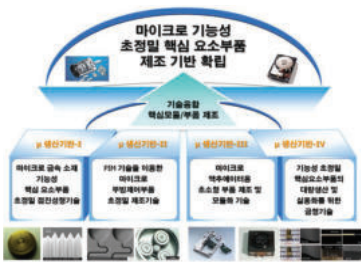 마이크로 기능성
초정밀 핵심 요소부품
제조 기반 확립
기술융합
핵심모듈/부품 제조
μ 생산기반-I
μ 생산기반-II
μ 생산기반-III
μ 생산기반-IV
마이크로 금속 소재
기능성
핵심 요소부품
초정밀 점진성형기술
FIH 기술을 이용한
마이크로
부방제어부품
초정밀 제조기술
마이크로
액추에이터용
초소형 부품 제조 및
모듈화 기술
기능성 초정밀
핵심요소부품의
대량생산 및
실용화를 위한
금형기술